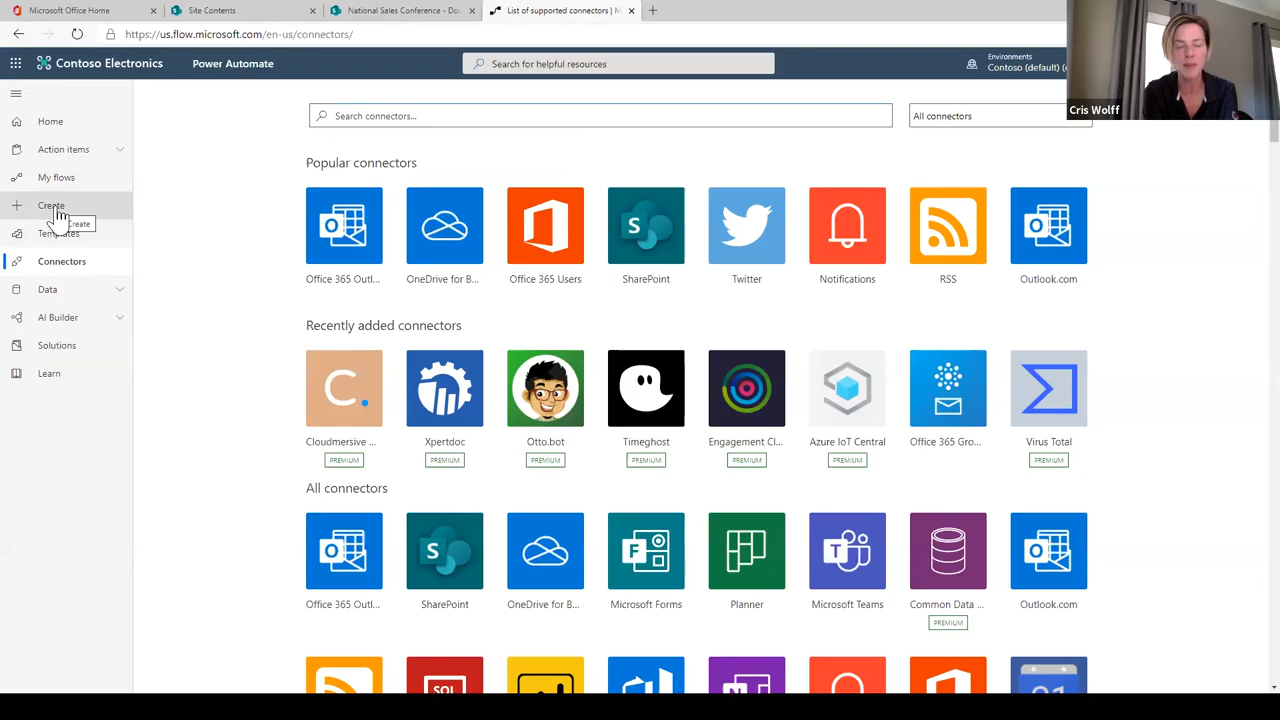 Microsoft Office Home
Site Contents
National Sales Conference - Doc
List of supported connectors | M
https://us.flow.microsoft.com/en-us/connectors/
Contoso Electronics
Power Automate
Search for helpful resources
Environments
Contoso (default) (
Cris Wolff
Home
Action items
My flows
Create
Create
Templates
Connectors
Data
AI Builder
Solutions
Learn
Search connectors...
All connectors
Popular connectors
Office 365 Outl...
OneDrive for B...
Office 365 Users
SharePoint
Twitter
Notifications
RSS
Outlook.com
Recently added connectors
Cloudmersive ...
Xpertdoc
Otto.bot
Timeghost
Engagement Cl...
Azure IoT Central
Office 365 Gro...
Virus Total
PREMIUM
PREMIUM
PREMIUM
PREMIUM
PREMIUM
PREMIUM
PREMIUM
All connectors
Office 365 Outl...
SharePoint
OneDrive for B...
Microsoft Forms
Planner
Microsoft Teams
Common Data ...
Outlook.com
PREMIUM
SQL